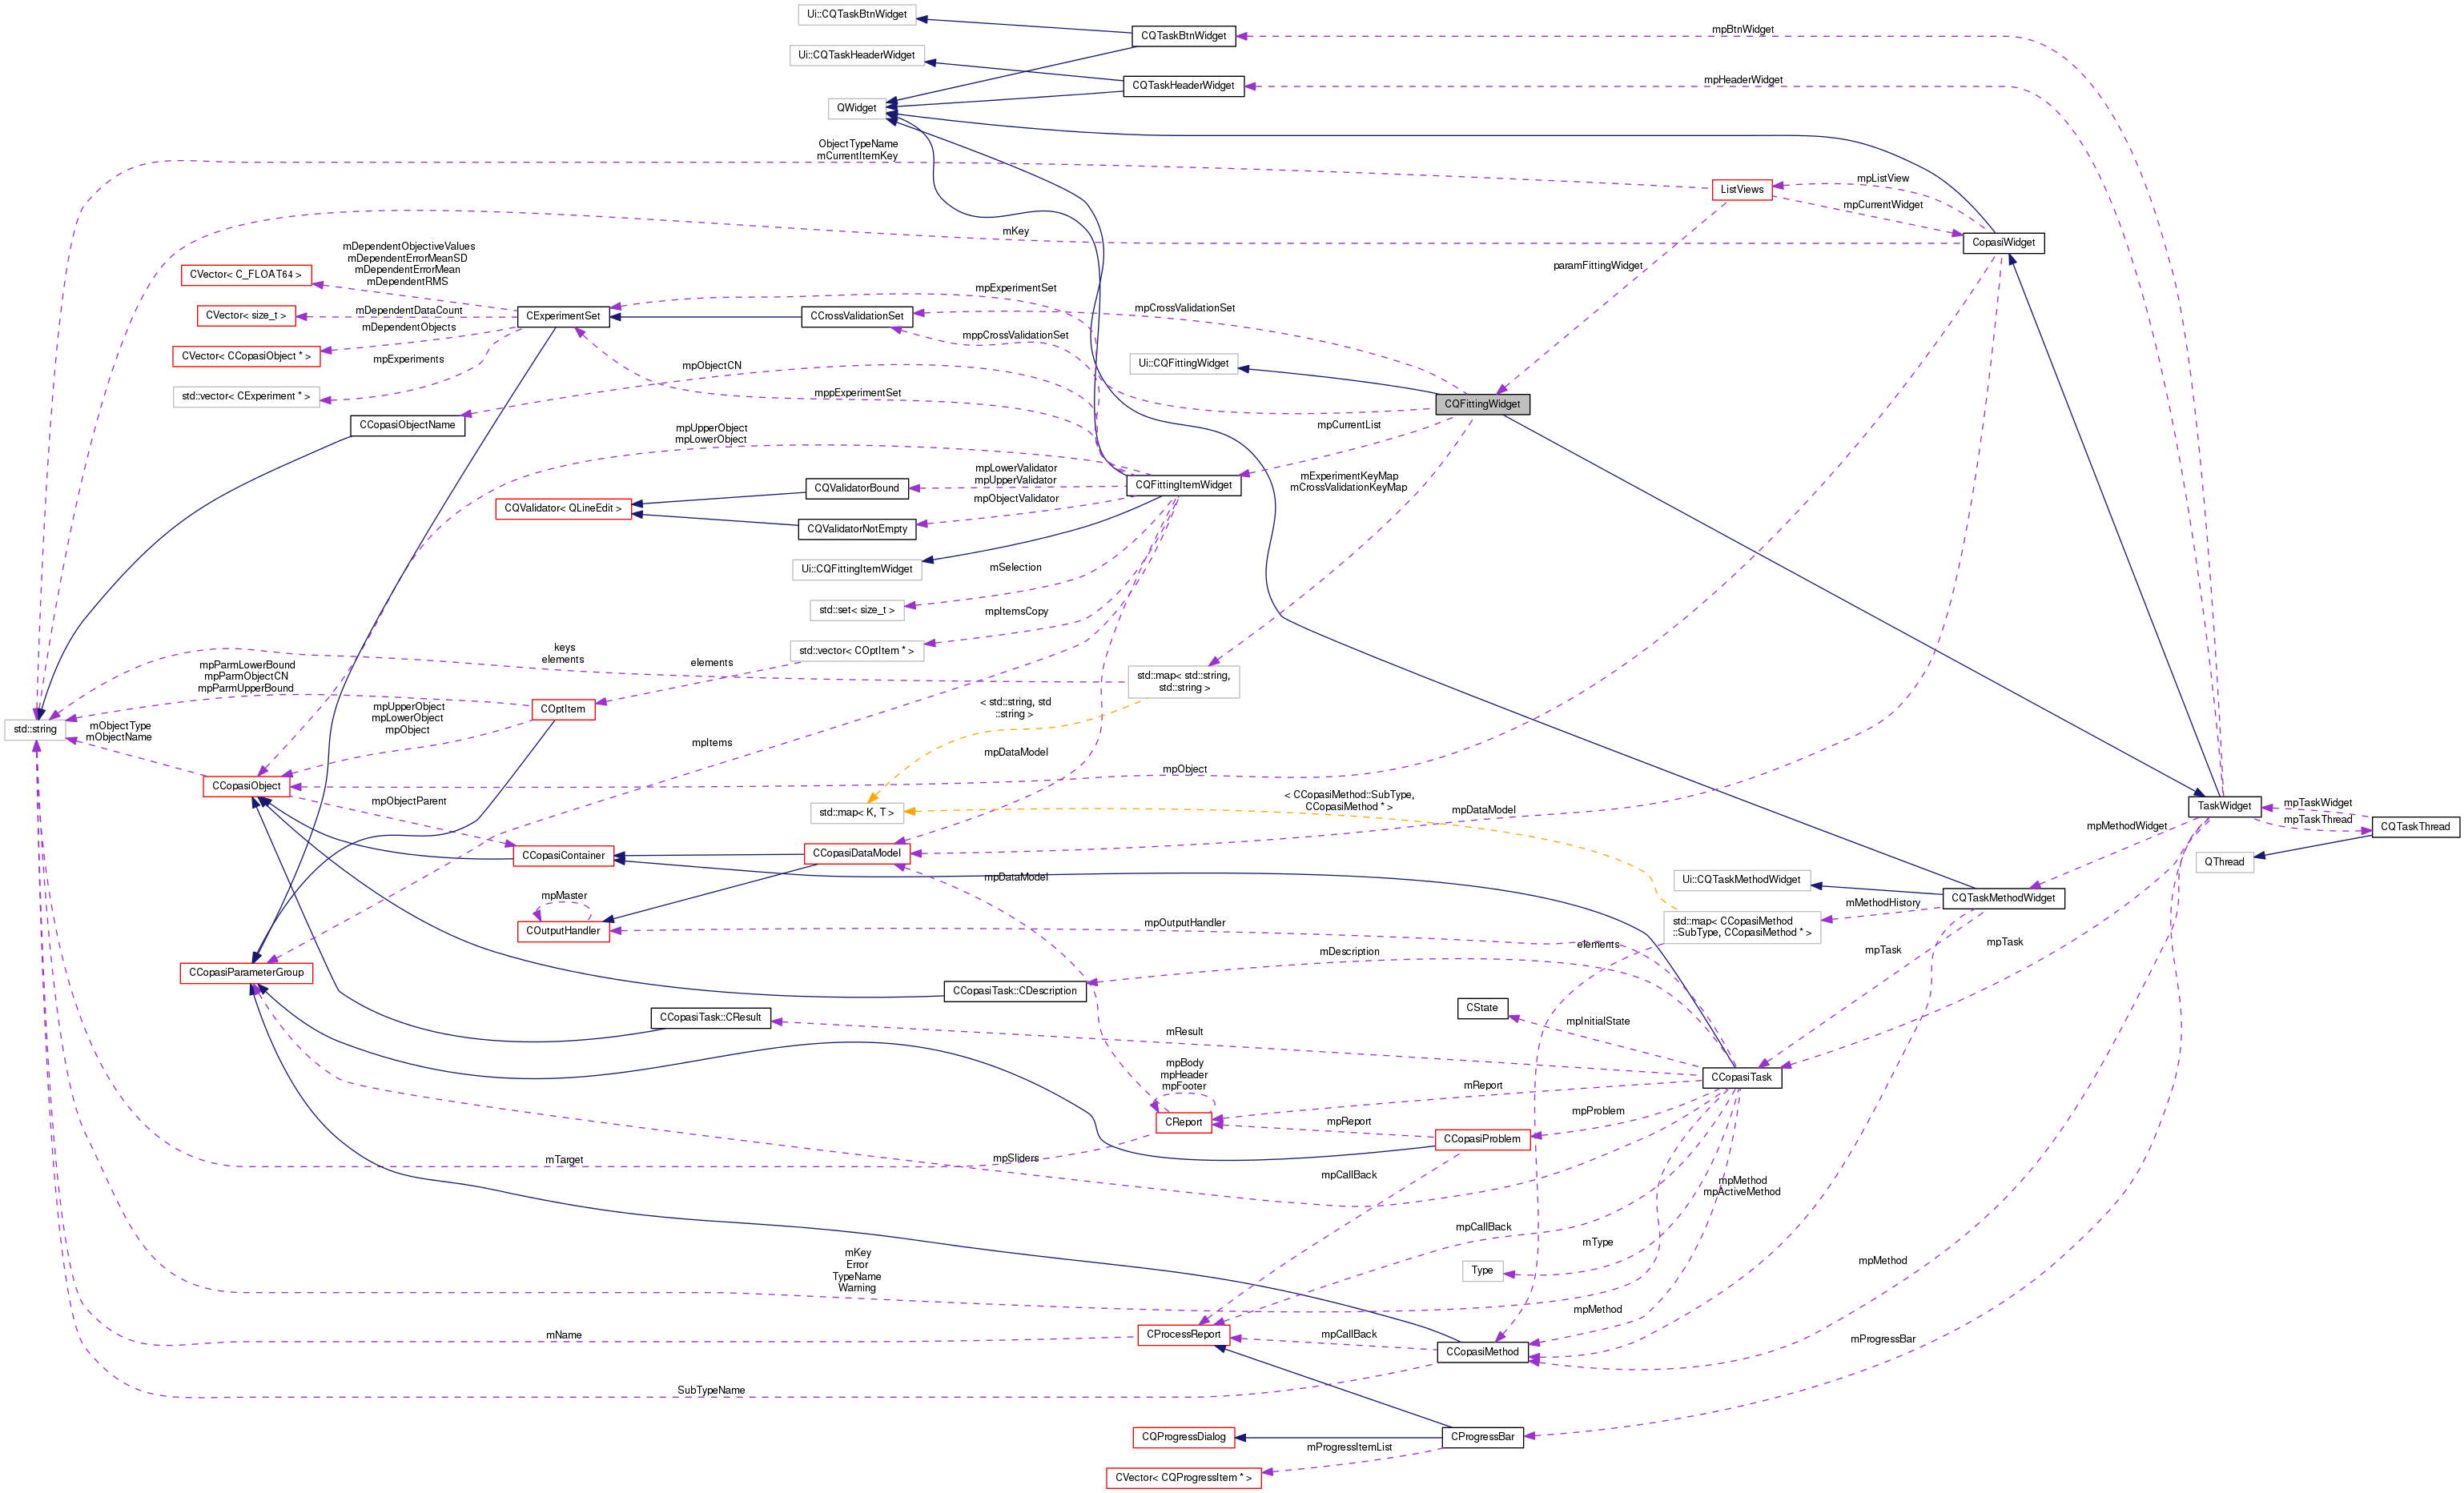 Ui::CQTaskBtnWidget
CQTaskBtnWidget
mpBtnWidget
Ui::CQTaskHeaderWidget
CQTaskHeaderWidget
mpHeaderWidget
QWidget
ObjectTypeName
mCurrentItemKey
ListViews
mpListView
mpCurrentWidget
mKey
CopasiWidget
mDependentObjectiveValues
mDependentErrorMeanSD
mDependentErrorMean
mDependentRMS
CVector< C_FLOAT64 >
paramFittingWidget
mpExperimentSet
mpCrossValidationSet
CVector< size_t >
mDependentDataCount
CExperimentSet
CCrossValidationSet
mDependentObjects
mppCrossValidationSet
CVector< CCopasiObject * >
mpExperiments
mpObjectCN
Ui::CQFittingWidget
std::vector< CExperiment * >
mppExperimentSet
CQFittingWidget
CCopasiObjectName
mpUpperObject
mpLowerObject
mpCurrentList
mpLowerValidator
mpUpperValidator
mExperimentKeyMap
mCrossValidationKeyMap
CQValidatorBound
CQFittingItemWidget
CQValidator< QLineEdit >
mpObjectValidator
CQValidatorNotEmpty
Ui::CQFittingItemWidget
mSelection
std::set< size_t >
mpItemsCopy
keys
elements
elements
std::vector< COptItem * >
mpParmLowerBound
mpParmObjectCN
mpParmUpperBound
std::map< std::string,
std::string >
COptItem
< std::string, std
::string >
mpUpperObject
mpLowerObject
mpObject
std::string
mObjectType
mObjectName
mpItems
mpDataModel
mpObject
CCopasiObject
mpObjectParent
std::map< K, T >
< CCopasiMethod::SubType,
CCopasiMethod * >
mpDataModel
TaskWidget
mpTaskWidget
mpTaskThread
CQTaskThread
mpMethodWidget
CCopasiContainer
CCopasiDataModel
QThread
mpDataModel
Ui::CQTaskMethodWidget
CQTaskMethodWidget
mpMaster
COutputHandler
mpOutputHandler
mMethodHistory
std::map< CCopasiMethod
::SubType, CCopasiMethod * >
elements
mDescription
mpTask
mpTask
CCopasiParameterGroup
CCopasiTask::CDescription
CState
CCopasiTask::CResult
mpInitialState
mResult
mpBody
mpHeader
mpFooter
CCopasiTask
mReport
CReport
mpProblem
mpReport
CCopasiProblem
mTarget
mpSliders
mpCallBack
mpMethod
mpActiveMethod
mpCallBack
mType
mKey
Error
TypeName
Warning
Type
mpMethod
mpMethod
mName
CProcessReport
mpCallBack
CCopasiMethod
mProgressBar
SubTypeName
CQProgressDialog
CProgressBar
mProgressItemList
CVector< CQProgressItem * >